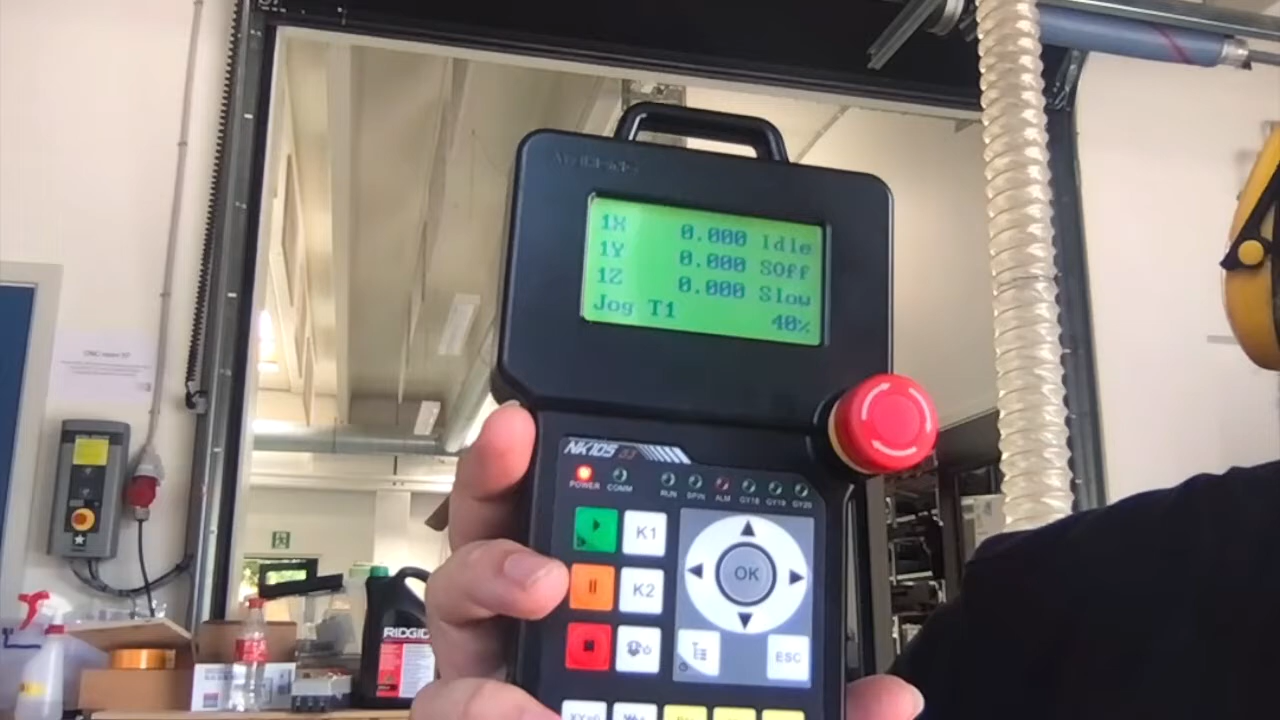 1X 0.000 Idle
1Y 0.000 SOff
1Z 0.000 Slow
Jog T1 40%
NK105 G3
POWER COMM RUN SPIN ALM GY18 GY19 GY20
K1
OK
K2
ESC
RIDGID